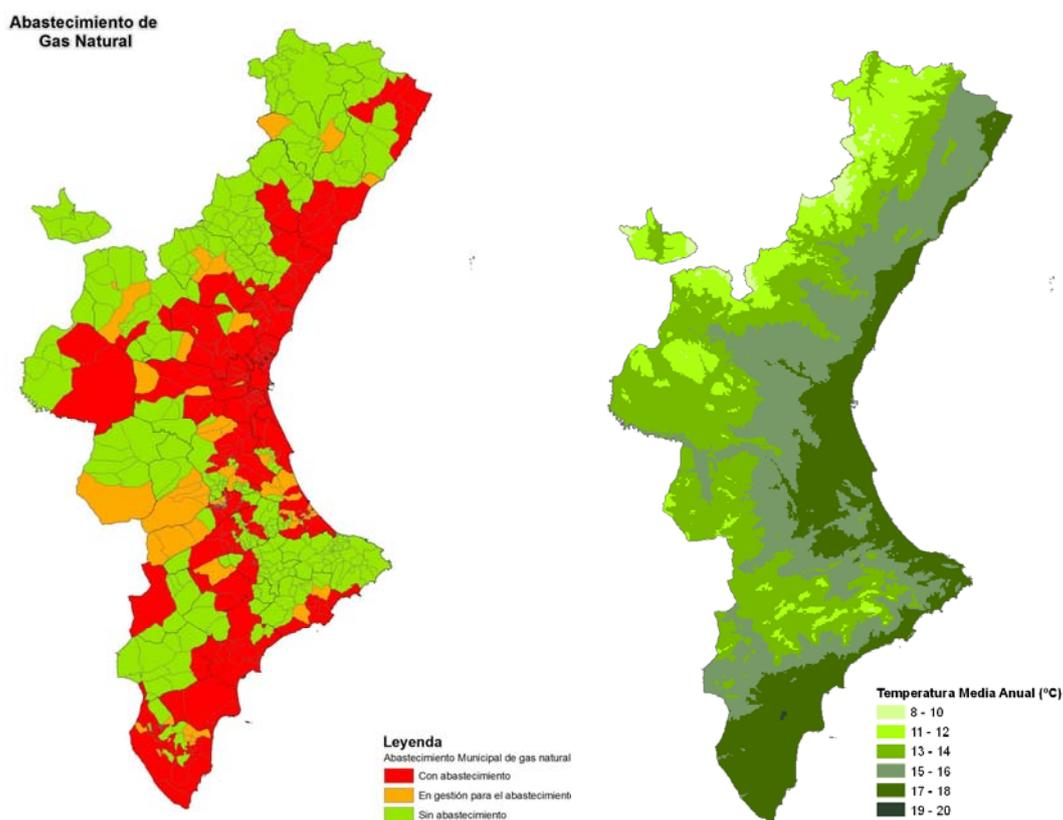 Abastecimiento de
Gas Natural
Leyenda
Abastecimiento Municipal de gas natural
Con abastecimiento
En gestión para el abastecimient
Sin abastecimiento
Temperatura Media Anual (ºC)
8 - 10
11 - 12
13 - 14
15 - 16
17 - 18
19 - 20